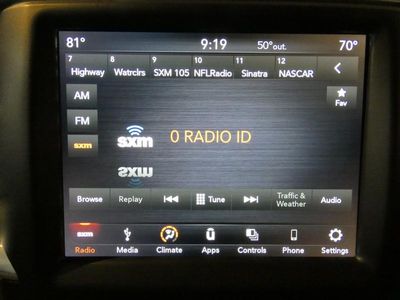 81° 9:19 50° out. 70°
7 8 9 10 11 12
Highway Watrclrs SXM 105 NFLRadio Sinatra NASCAR
AM
Fav
FM
sxm
sxm 0 RADIO ID
Browse Replay Tune Traffic & Weather Audio
sxm
Radio Media Climate Apps Controls Phone Settings